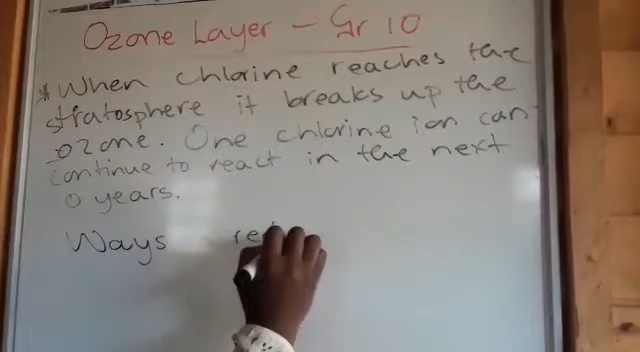 Ozone Layer - Gr 10
* When chlorine reaches the
stratosphere it breaks up the
ozone. One chlorine ion can
continue to react in the next
0 years.
Ways